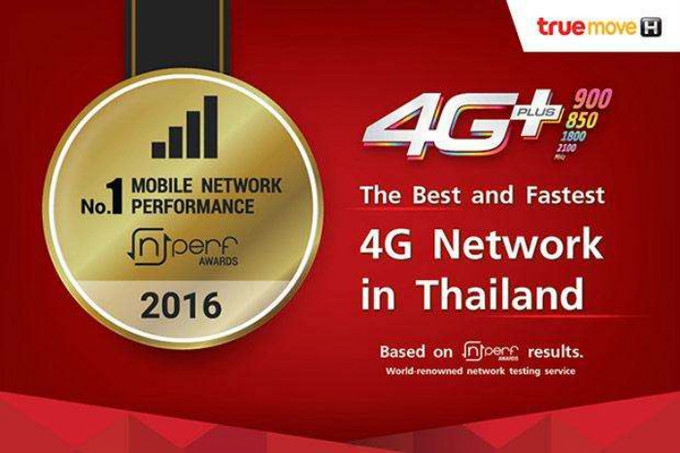 truemove H
No.1 MOBILE NETWORK
PERFORMANCE
nperf
AWARDS
2016
4G+
PLUS
900
850
1800
2100
MHz
The Best and Fastest
4G Network
in Thailand
Based on nperf AWARDS results.
World-renowned network testing service